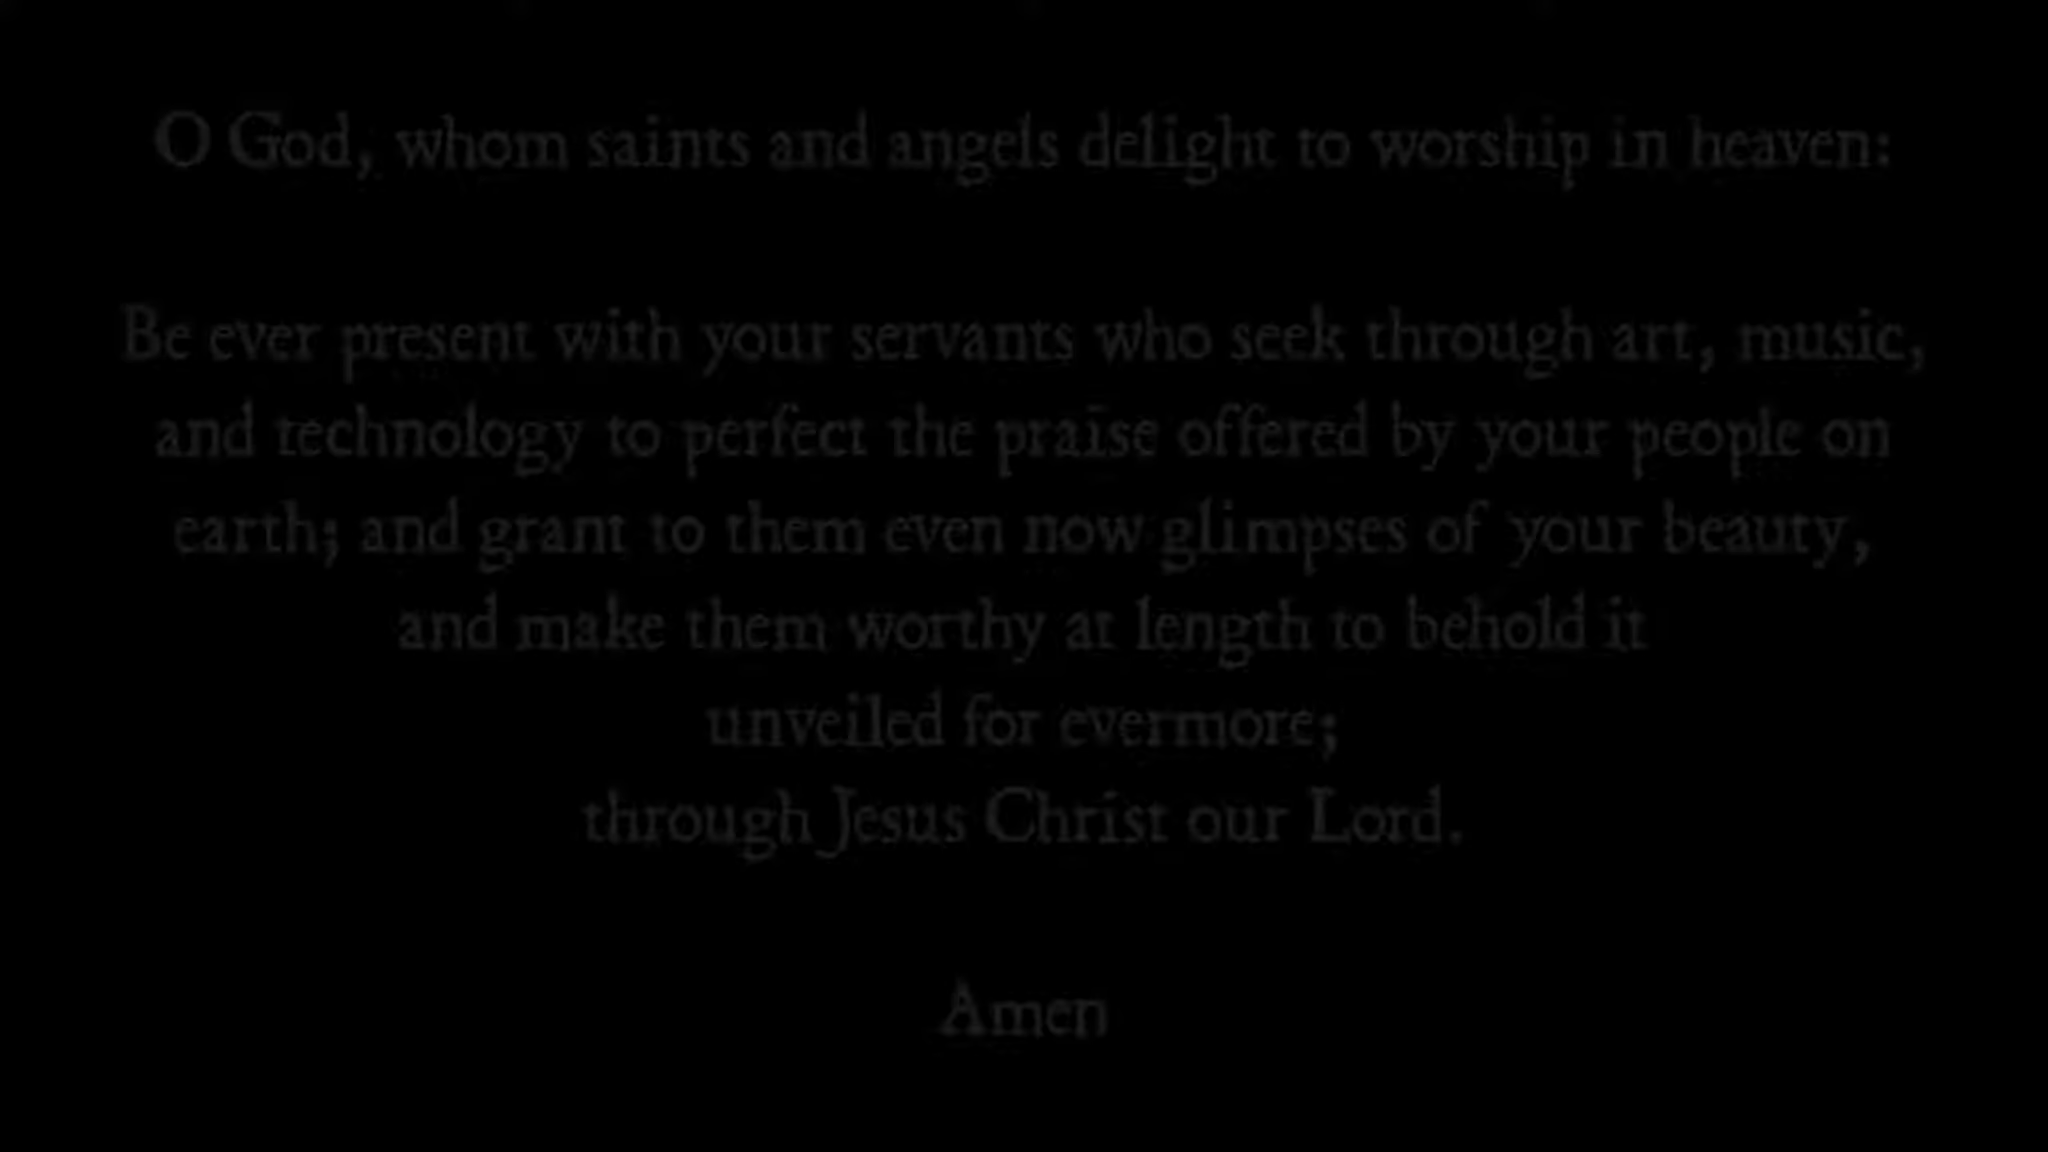 O God, whom saints and angels delight to worship in heaven:
Be ever present with your servants who seek through art, music,
and technology to perfect the praise offered by your people on
earth; and grant to them even now glimpses of your beauty,
and make them worthy at length to behold it
unveiled for evermore;
through Jesus Christ our Lord.
Amen